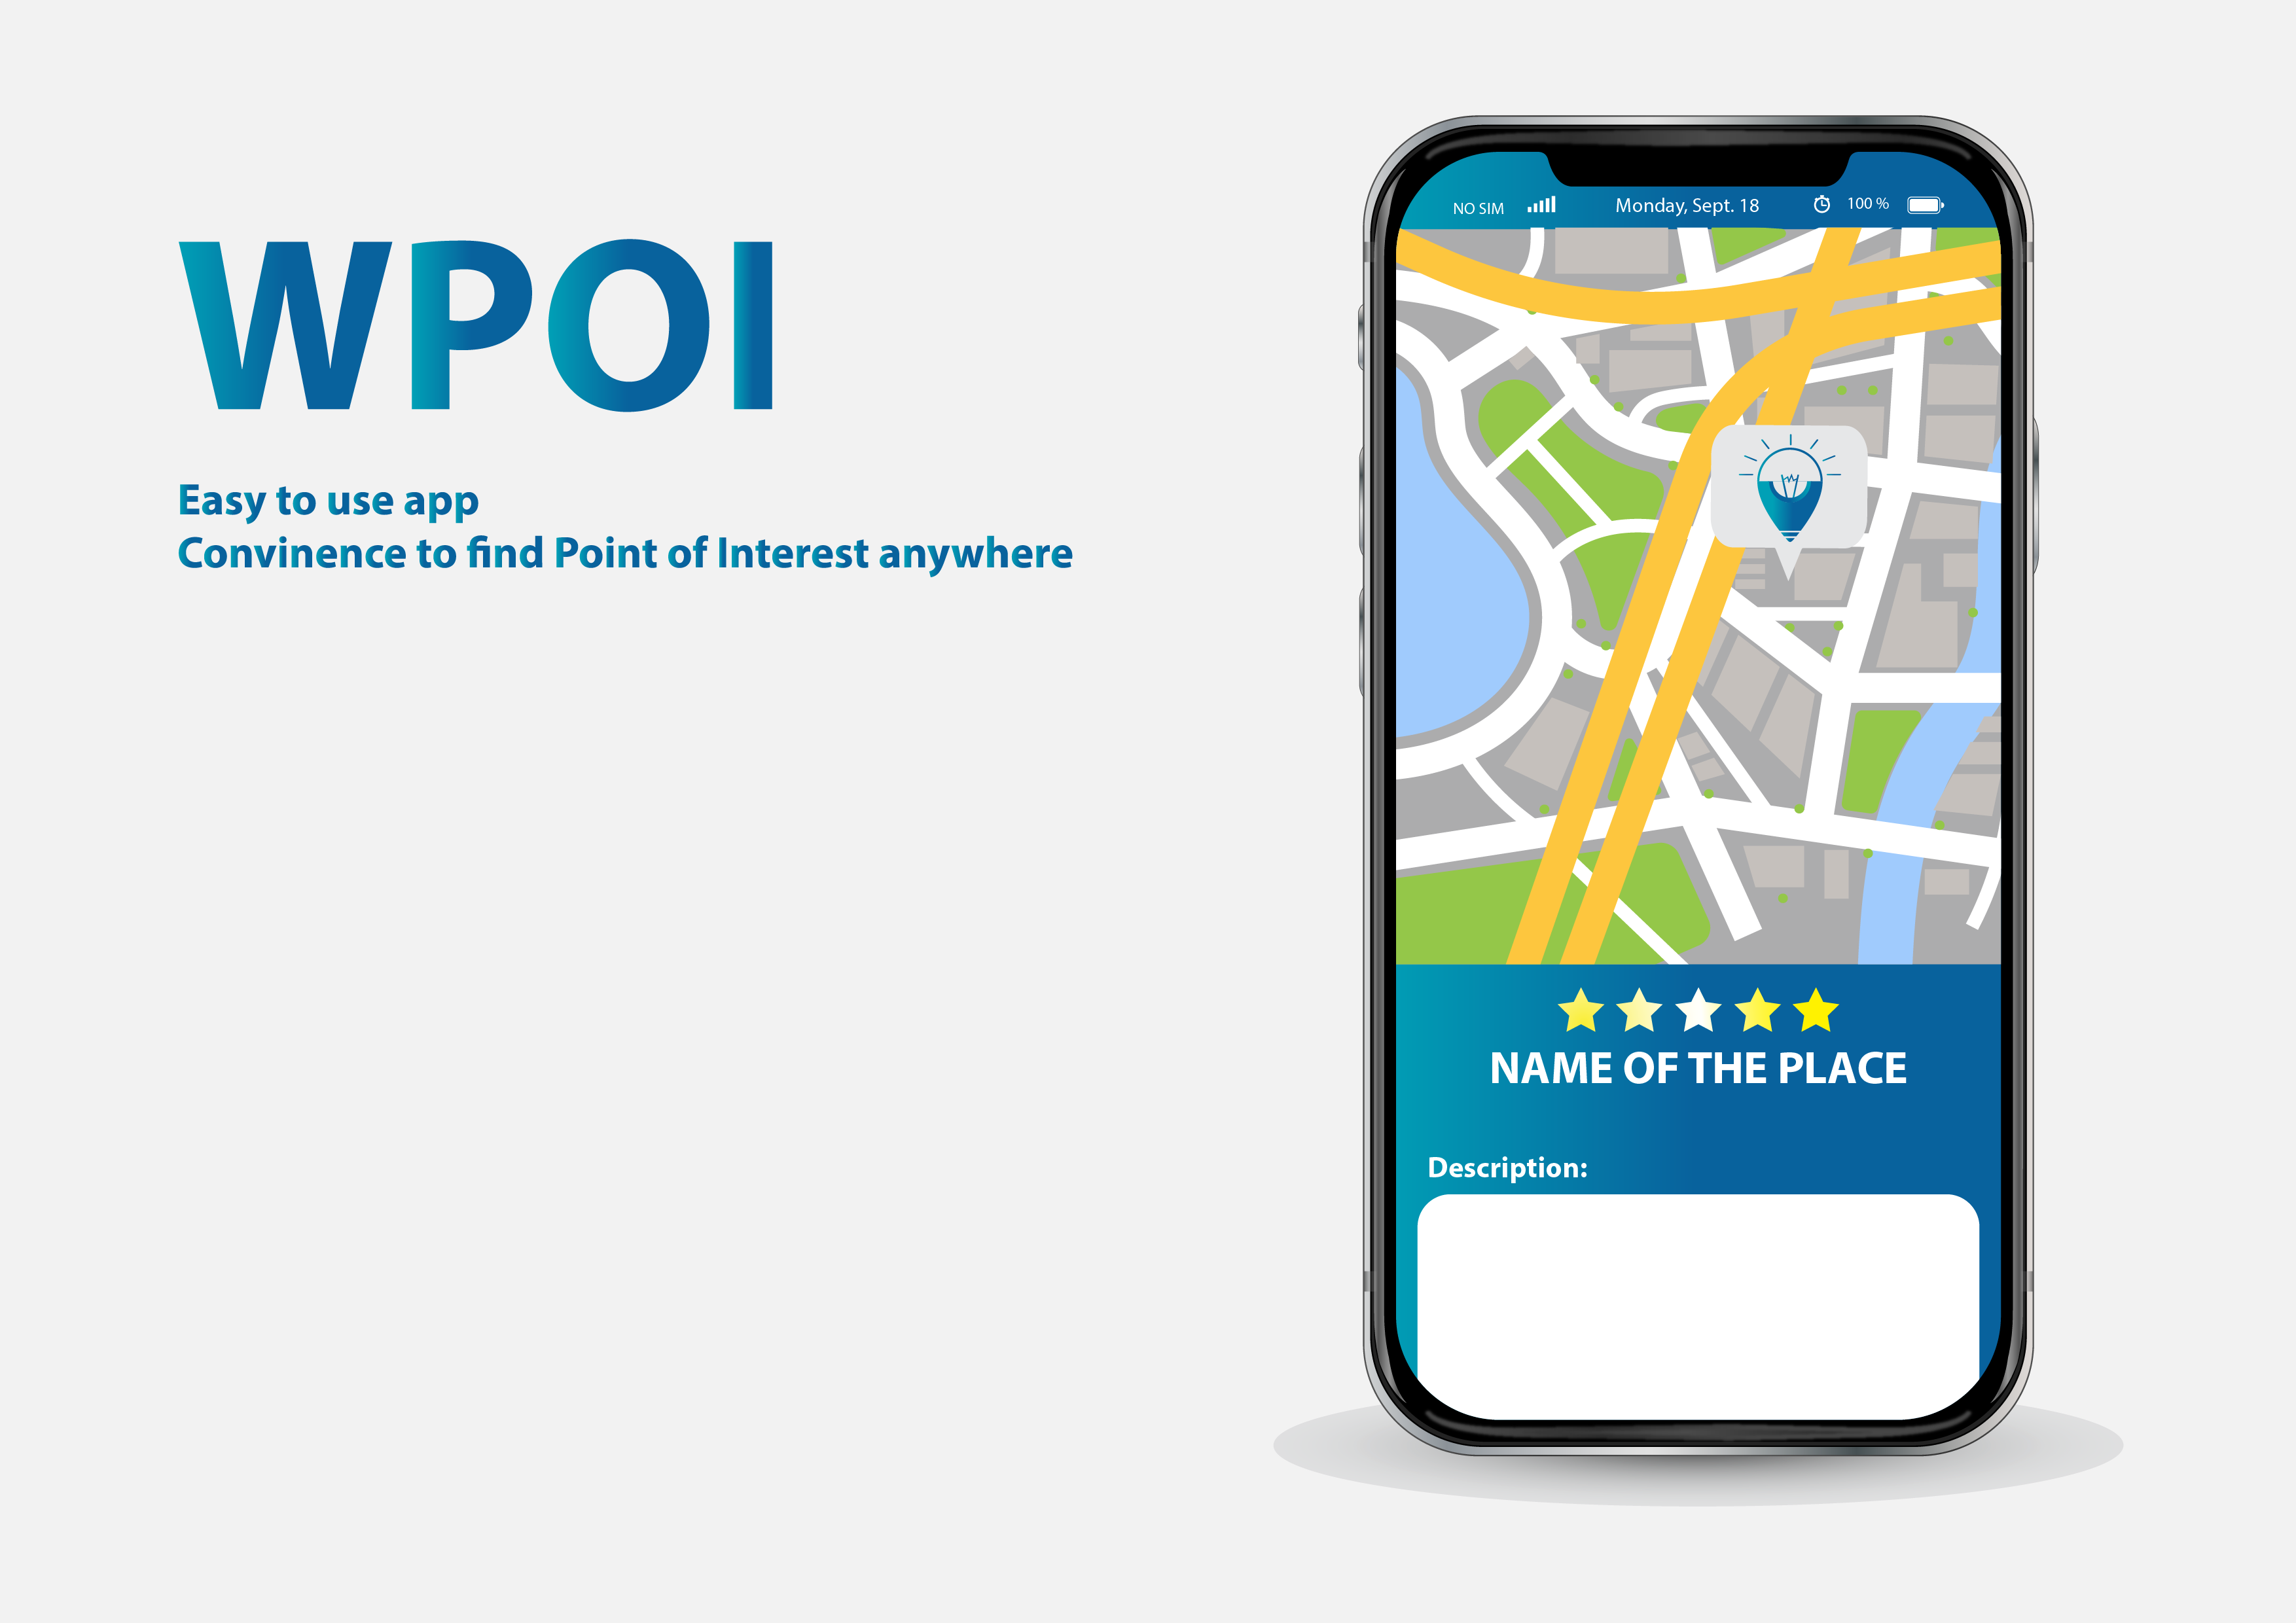 WPOI
Easy to use app
Convinence to find Point of Interest anywhere
NO SIM
Monday, Sept. 18
100 %
NAME OF THE PLACE
Description: